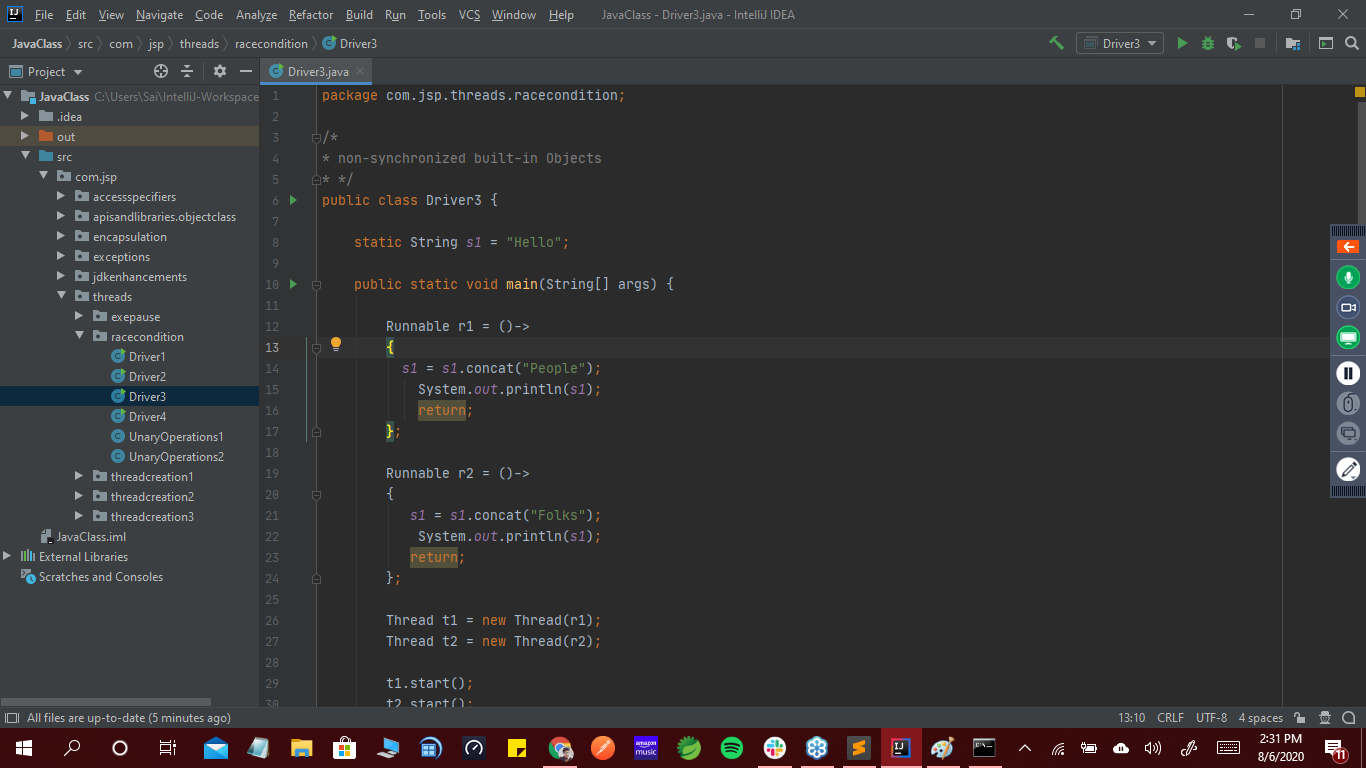 File Edit View Navigate Code Analyze Refactor Build Run Tools VCS Window Help JavaClass - Driver3.java - IntelliJ IDEA
JavaClass src com jsp threads racecondition Driver3 Driver3
Project Driver3.java
JavaClass C:\Users\Sai\IntelliJ-Workspace
.idea
out
src
com.jsp
accessspecifiers
apisandlibraries.objectclass
encapsulation
exceptions
jdkenhancements
threads
exepause
racecondition
Driver1
Driver2
Driver3
Driver4
UnaryOperations1
UnaryOperations2
threadcreation1
threadcreation2
threadcreation3
JavaClass.iml
External Libraries
Scratches and Consoles
1 package com.jsp.threads.racecondition;
2
3 /*
4 * non-synchronized built-in Objects
5 * */
6 public class Driver3 {
7
8 static String s1 = "Hello";
9
10 public static void main(String[] args) {
11
12 Runnable r1 = ()->
13 {
14 s1 = s1.concat("People");
15 System.out.println(s1);
16 return;
17 };
18
19 Runnable r2 = ()->
20 {
21 s1 = s1.concat("Folks");
22 System.out.println(s1);
23 return;
24 };
25
26 Thread t1 = new Thread(r1);
27 Thread t2 = new Thread(r2);
28
29 t1.start();
30 t2.start();
All files are up-to-date (5 minutes ago) 13:10 CRLF UTF-8 4 spaces
amazon music
2:31 PM
8/6/2020
11